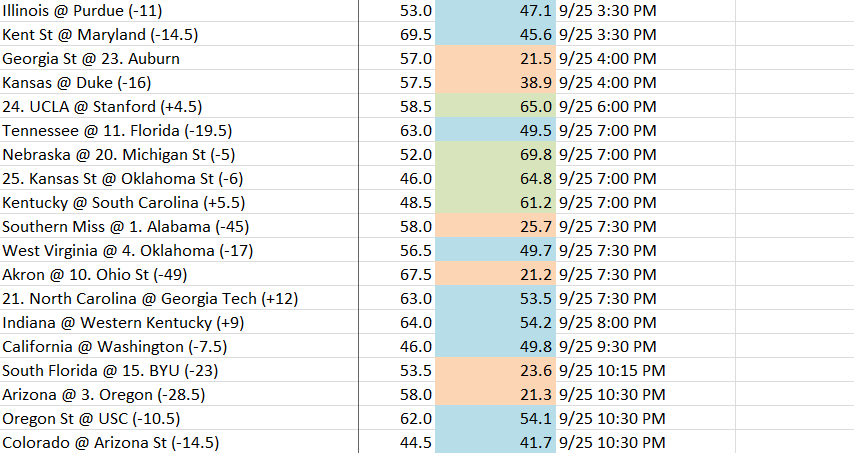 Illinois @ Purdue (-11) 53.0 47.1 9/25 3:30 PM
Kent St @ Maryland (-14.5) 69.5 45.6 9/25 3:30 PM
Georgia St @ 23. Auburn 57.0 21.5 9/25 4:00 PM
Kansas @ Duke (-16) 57.5 38.9 9/25 4:00 PM
24. UCLA @ Stanford (+4.5) 58.5 65.0 9/25 6:00 PM
Tennessee @ 11. Florida (-19.5) 63.0 49.5 9/25 7:00 PM
Nebraska @ 20. Michigan St (-5) 52.0 69.8 9/25 7:00 PM
25. Kansas St @ Oklahoma St (-6) 46.0 64.8 9/25 7:00 PM
Kentucky @ South Carolina (+5.5) 48.5 61.2 9/25 7:00 PM
Southern Miss @ 1. Alabama (-45) 58.0 25.7 9/25 7:30 PM
West Virginia @ 4. Oklahoma (-17) 56.5 49.7 9/25 7:30 PM
Akron @ 10. Ohio St (-49) 67.5 21.2 9/25 7:30 PM
21. North Carolina @ Georgia Tech (+12) 63.0 53.5 9/25 7:30 PM
Indiana @ Western Kentucky (+9) 64.0 54.2 9/25 8:00 PM
California @ Washington (-7.5) 46.0 49.8 9/25 9:30 PM
South Florida @ 15. BYU (-23) 53.5 23.6 9/25 10:15 PM
Arizona @ 3. Oregon (-28.5) 58.0 21.3 9/25 10:30 PM
Oregon St @ USC (-10.5) 62.0 54.1 9/25 10:30 PM
Colorado @ Arizona St (-14.5) 44.5 41.7 9/25 10:30 PM